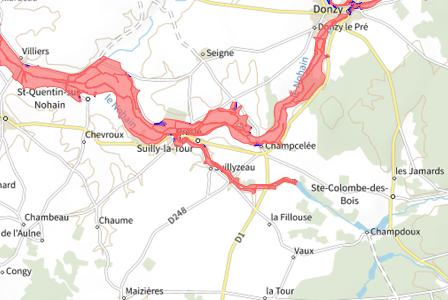 Donzy
Donzy le Pré
Villiers
Seigne
St-Quentin-sur-
Nohain
le Nohain
Nohain
Chevroux
Suilly-la-Tour
Champcelée
Suillyzeau
les Jamards
Ste-Colombe-des-
Bois
Chambeau
Chaume
D248
la Fillouse
de l'Aulne
D1
Champdoux
Vaux
Congy
Maizières
la Tour